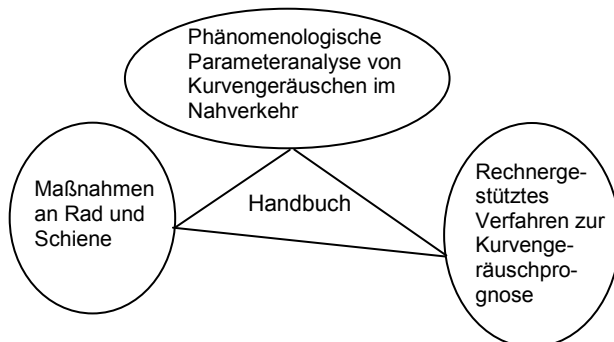 Phänomenologische
Parameteranalyse von
Kurvengeräuschen im
Nahverkehr
Maßnahmen
an Rad und
Schiene
Handbuch
Rechnerge-
stütztes
Verfahren zur
Kurvenge-
räuschprog-
nose